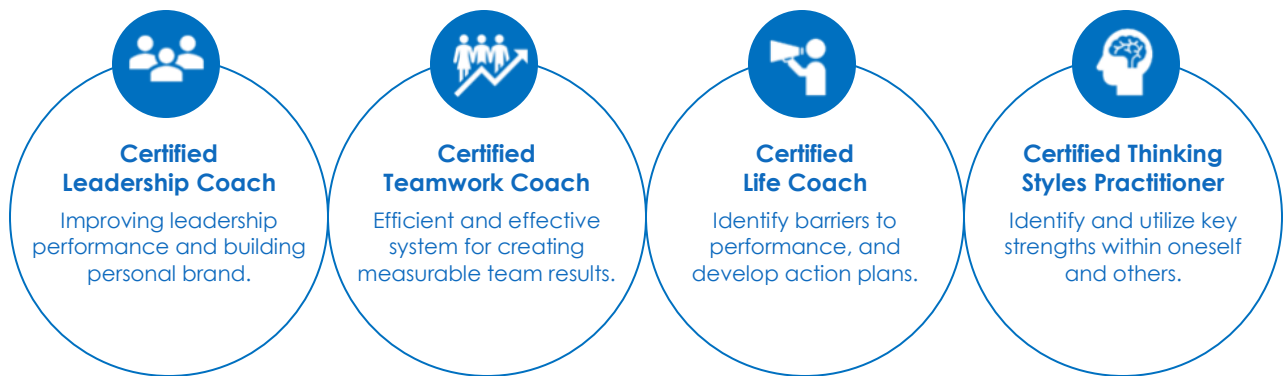 Certified
Leadership Coach
Improving leadership
performance and building
personal brand.
Certified
Teamwork Coach
Efficient and effective
system for creating
measurable team results.
Certified
Life Coach
Identify barriers to
performance, and
develop action plans.
Certified Thinking
Styles Practitioner
Identify and utilize key
strengths within oneself
and others.